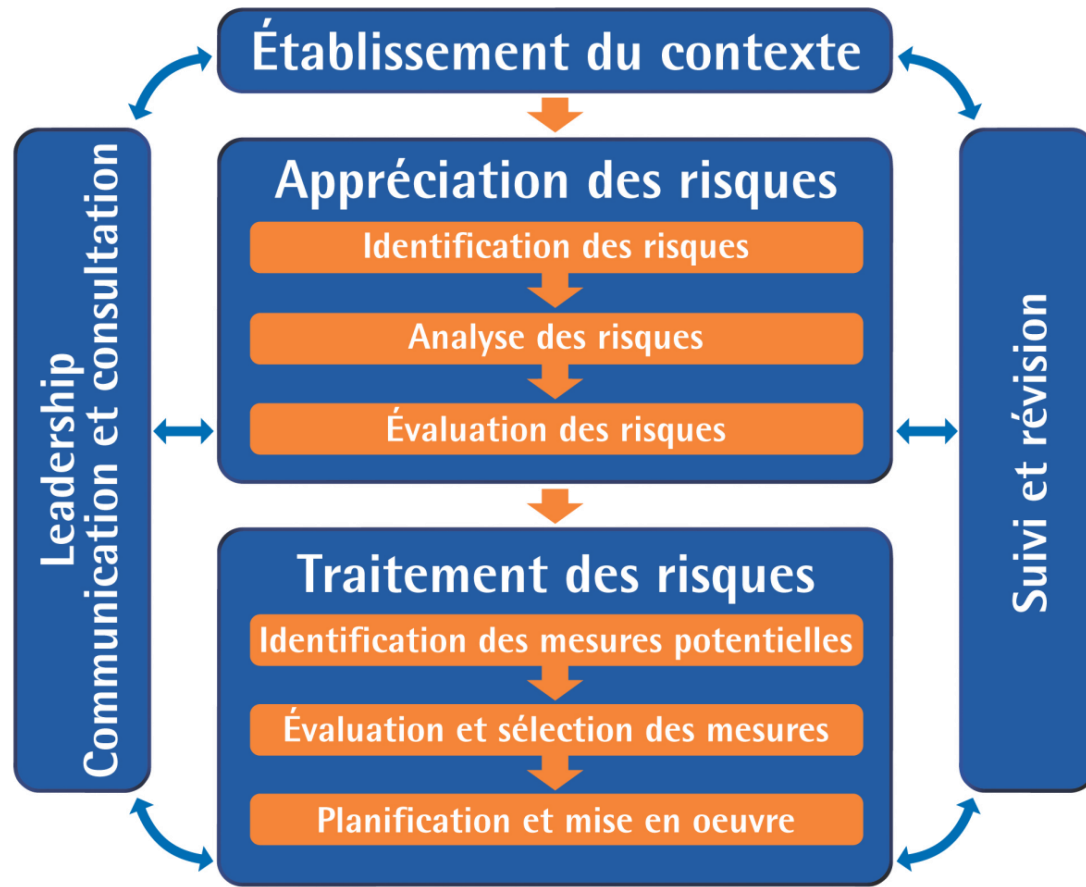 Établissement du contexte
Leadership
Communication et consultation
Appréciation des risques
Identification des risques
Analyse des risques
Évaluation des risques
Traitement des risques
Identification des mesures potentielles
Évaluation et sélection des mesures
Planification et mise en oeuvre
Suivi et révision